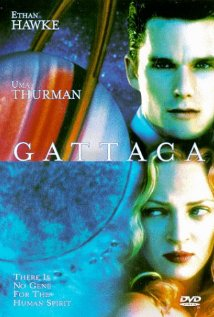 ETHAN
HAWKE
UMA
THURMAN
GATTACA
THERE IS
NO GENE
FOR THE
HUMAN SPIRIT
DVD